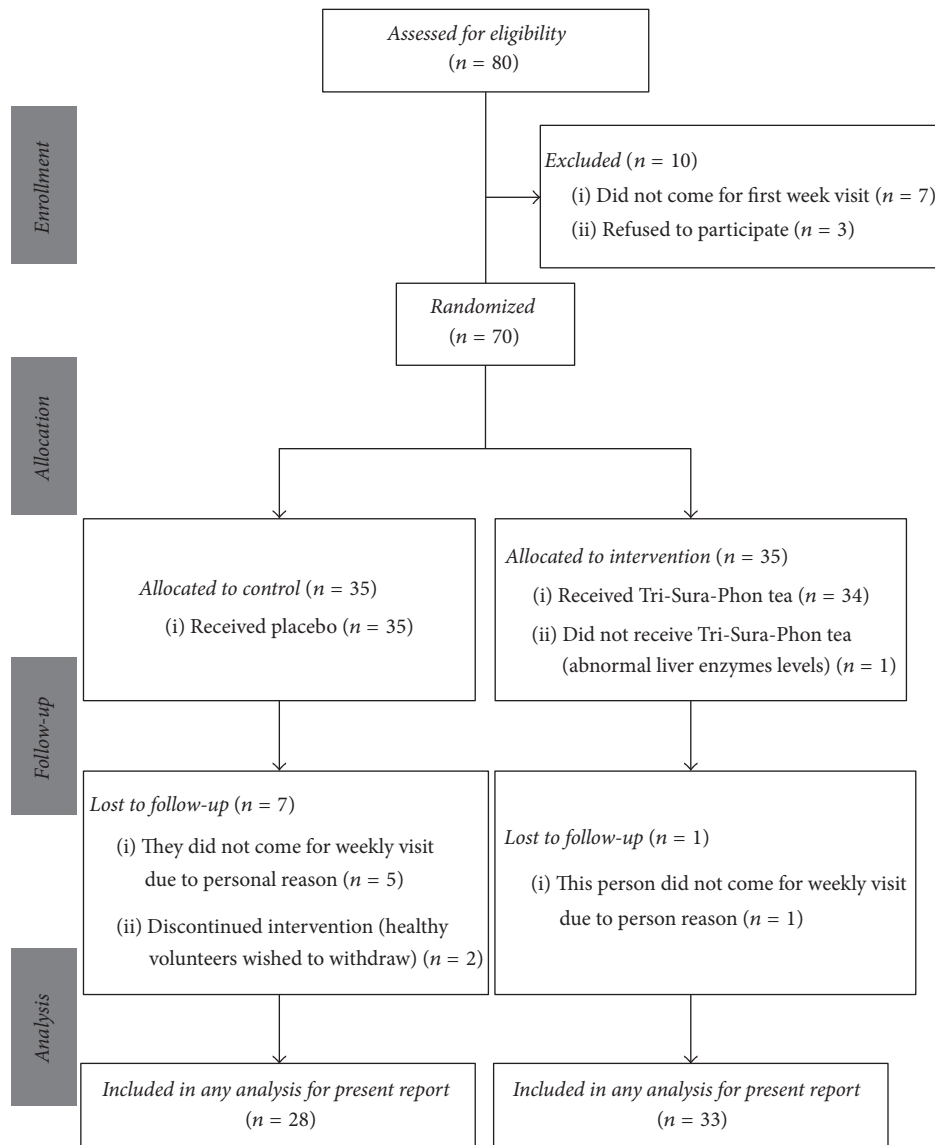 Assessed for eligibility
(n = 80)
Enrollment
Excluded (n = 10)
(i) Did not come for first week visit (n = 7)
(ii) Refused to participate (n = 3)
Randomized
(n = 70)
Allocation
Allocated to control (n = 35)
(i) Received placebo (n = 35)
Allocated to intervention (n = 35)
(i) Received Tri-Sura-Phon tea (n = 34)
(ii) Did not receive Tri-Sura-Phon tea
(abnormal liver enzymes levels) (n = 1)
Follow-up
Lost to follow-up (n = 7)
(i) They did not come for weekly visit
due to personal reason (n = 5)
(ii) Discontinued intervention (healthy
volunteers wished to withdraw) (n = 2)
Lost to follow-up (n = 1)
(i) This person did not come for weekly visit
due to person reason (n = 1)
Analysis
Included in any analysis for present report
(n = 28)
Included in any analysis for present report
(n = 33)